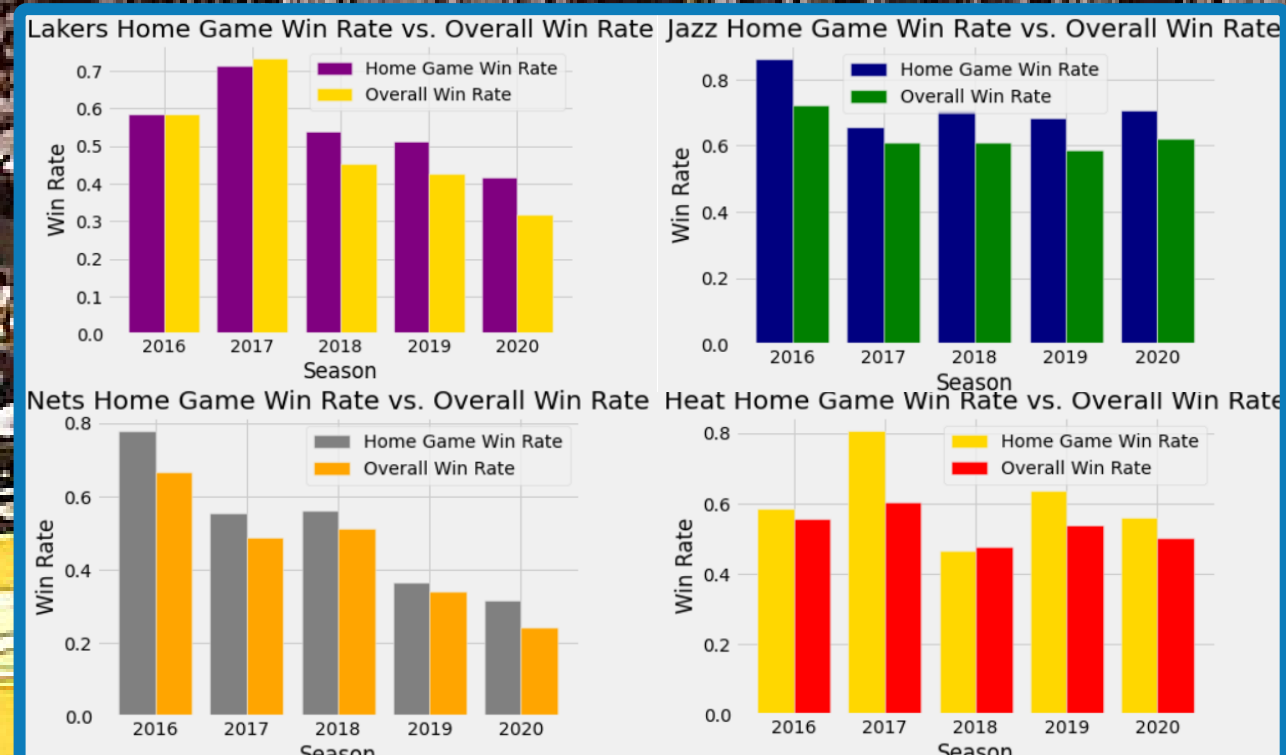 Lakers Home Game Win Rate vs. Overall Win Rate
Home Game Win Rate
Overall Win Rate
Win Rate
0.7
0.6
0.5
0.4
0.3
0.2
0.1
0.0
2016 2017 2018 2019 2020
Season
Jazz Home Game Win Rate vs. Overall Win Rate
Home Game Win Rate
Overall Win Rate
Win Rate
0.8
0.6
0.4
0.2
0.0
2016 2017 2018 2019 2020
Season
Nets Home Game Win Rate vs. Overall Win Rate
Home Game Win Rate
Overall Win Rate
Win Rate
0.8
0.6
0.4
0.2
0.0
2016 2017 2018 2019 2020
Season
Heat Home Game Win Rate vs. Overall Win Rate
Home Game Win Rate
Overall Win Rate
Win Rate
0.8
0.6
0.4
0.2
0.0
2016 2017 2018 2019 2020
Season